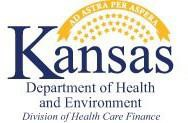 AD ASTRA PER ASPERA
Kansas
Department of Health
and Environment
Division of Health Care Finance